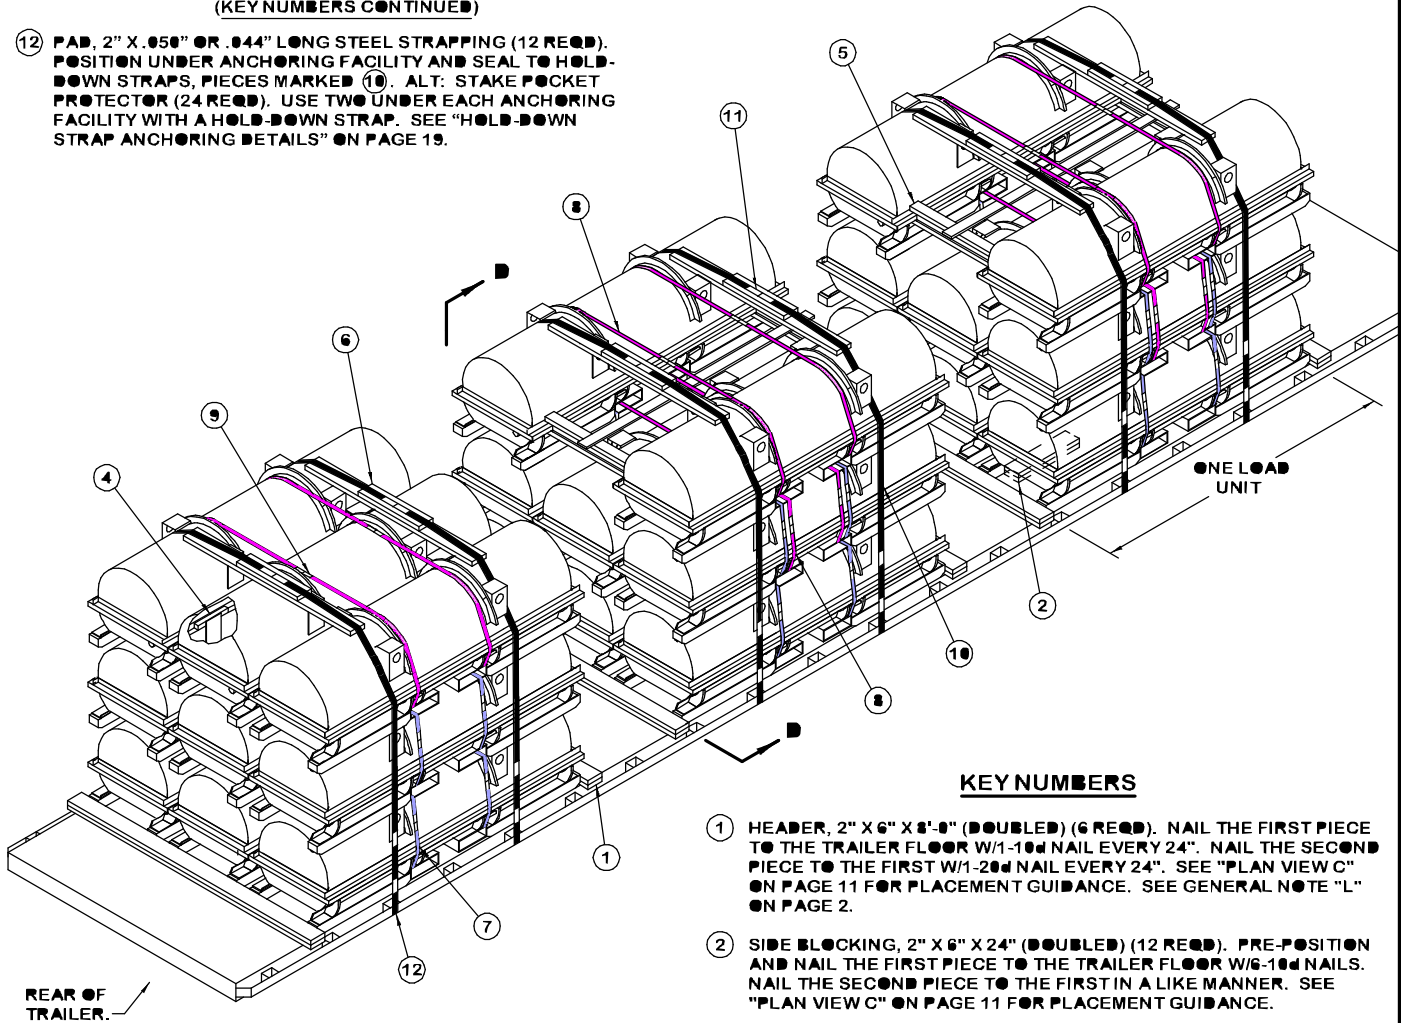 (KEY NUMBERS CONTINUED)
12 PAD, 2" X .050" OR .044" LONG STEEL STRAPPING (12 REQD).
POSITION UNDER ANCHORING FACILITY AND SEAL TO HOLD-
DOWN STRAPS, PIECES MARKED 10. ALT: STAKE POCKET
PROTECTOR (24 REQD). USE TWO UNDER EACH ANCHORING
FACILITY WITH A HOLD-DOWN STRAP. SEE "HOLD-DOWN
STRAP ANCHORING DETAILS" ON PAGE 19.
5
11
8
D
6
9
4
ONE LOAD
UNIT
2
10
8
D
1
7
12
REAR OF
TRAILER.
KEY NUMBERS
1 HEADER, 2" X 6" X 8'-0" (DOUBLED) (6 REQD). NAIL THE FIRST PIECE
TO THE TRAILER FLOOR W/1-10d NAIL EVERY 24". NAIL THE SECOND
PIECE TO THE FIRST W/1-20d NAIL EVERY 24". SEE "PLAN VIEW C"
ON PAGE 11 FOR PLACEMENT GUIDANCE. SEE GENERAL NOTE "L"
ON PAGE 2.
2 SIDE BLOCKING, 2" X 6" X 24" (DOUBLED) (12 REQD). PRE-POSITION
AND NAIL THE FIRST PIECE TO THE TRAILER FLOOR W/6-10d NAILS.
NAIL THE SECOND PIECE TO THE FIRST IN A LIKE MANNER. SEE
"PLAN VIEW C" ON PAGE 11 FOR PLACEMENT GUIDANCE.